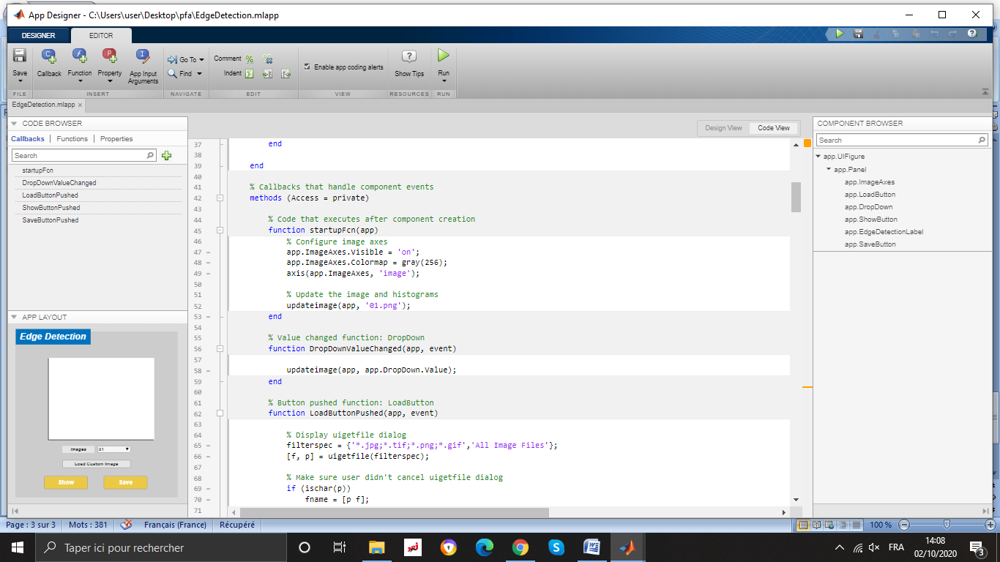 App Designer - C:\Users\user\Desktop\pfa\EdgeDetection.mlapp
DESIGNER EDITOR
Save Callback Function Property App Input Arguments Go To Find Comment Indent Enable app coding alerts Show Tips Run
FILE INSERT NAVIGATE EDIT VIEW RESOURCES RUN
EdgeDetection.mlapp ×
CODE BROWSER
Callbacks | Functions | Properties
Search
startupFcn
DropDownValueChanged
LoadButtonPushed
ShowButtonPushed
SaveButtonPushed
APP LAYOUT
Edge Detection
Images 01
Load Custom Image
Show Save
Design View Code View
37 end
38
39 end
40
41 % Callbacks that handle component events
42 methods (Access = private)
43
44 % Code that executes after component creation
45 function startupFcn(app)
46 % Configure image axes
47 – app.ImageAxes.Visible = 'on';
48 – app.ImageAxes.Colormap = gray(256);
49 – axis(app.ImageAxes, 'image');
50
51 % Update the image and histograms
52 updateimage(app, '01.png');
53 – end
54
55 % Value changed function: DropDown
56 function DropDownValueChanged(app, event)
57
58 – updateimage(app, app.DropDown.Value);
59 end
60
61 % Button pushed function: LoadButton
62 function LoadButtonPushed(app, event)
63
64 % Display uigetfile dialog
65 – filterspec = {'*.jpg;*.tif;*.png;*.gif','All Image Files'};
66 – [f, p] = uigetfile(filterspec);
67
68 % Make sure user didn't cancel uigetfile dialog
69 – if (ischar(p))
70 – fname = [p f];
71
COMPONENT BROWSER
Search
app.UIFigure
app.Panel
app.ImageAxes
app.LoadButton
app.DropDown
app.ShowButton
app.EdgeDetectionLabel
app.SaveButton
Page : 3 sur 3 Mots : 381 Français (France) Récupéré 100 %
Taper ici pour rechercher
FRA
14:08
02/10/2020
3